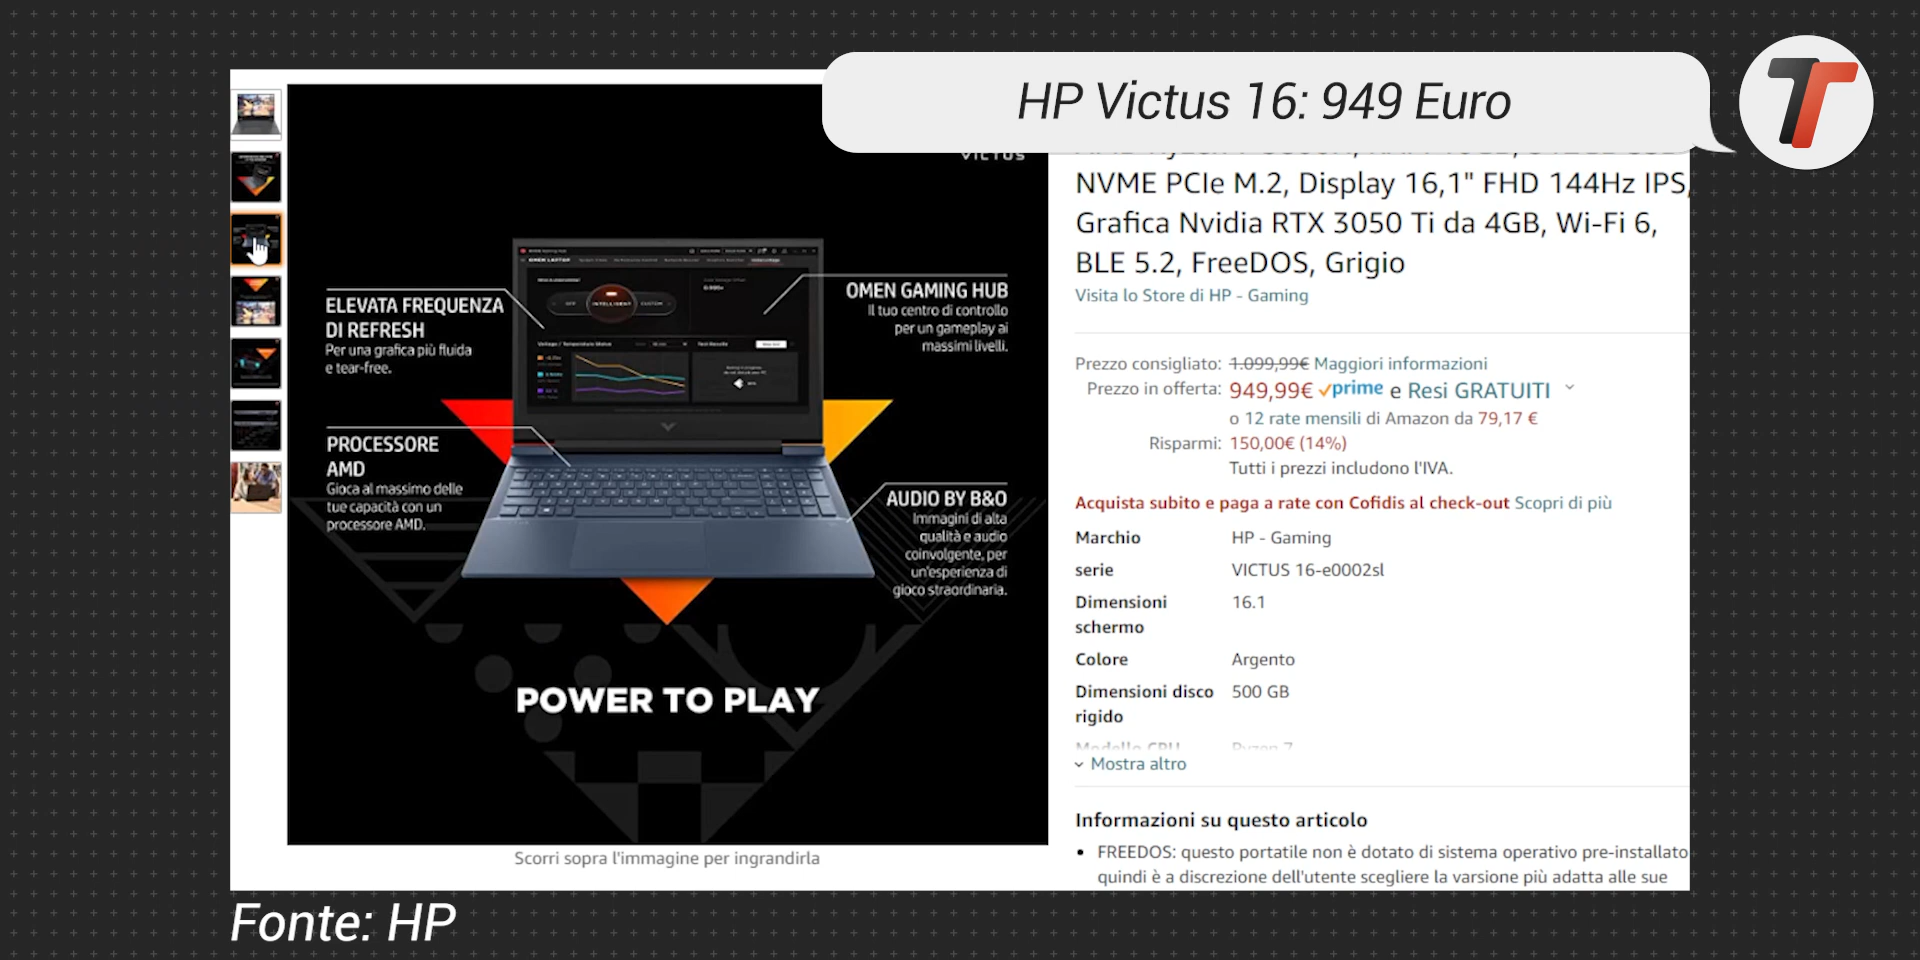 HP Victus 16: 949 Euro
VICTUS
NVME PCIe M.2, Display 16,1" FHD 144Hz IPS,
Grafica Nvidia RTX 3050 Ti da 4GB, Wi-Fi 6,
BLE 5.2, FreeDOS, Grigio
Visita lo Store di HP - Gaming
ELEVATA FREQUENZA
DI REFRESH
Per una grafica più fluida
e tear-free.
OMEN GAMING HUB
Il tuo centro di controllo
per un gameplay ai
massimi livelli.
OMEN LAPTOP
INTELLIGENT
CUSTOM
PROCESSORE
AMD
Gioca al massimo delle
tue capacità con un
processore AMD.
AUDIO BY B&O
Immagini di alta
qualità e audio
coinvolgente, per
un'esperienza di
gioco straordinaria.
POWER TO PLAY
Scorri sopra l'immagine per ingrandirla
Prezzo consigliato: 1.099,99€ Maggiori informazioni
Prezzo in offerta: 949,99€ prime e Resi GRATUITI
o 12 rate mensili di Amazon da 79,17 €
Risparmi: 150,00€ (14%)
Tutti i prezzi includono l'IVA.
Acquista subito e paga a rate con Cofidis al check-out Scopri di più
Marchio HP - Gaming
serie VICTUS 16-e0002sl
Dimensioni schermo 16.1
Colore Argento
Dimensioni disco rigido 500 GB
Modello CPU Ryzen 7
Mostra altro
Informazioni su questo articolo
• FREEDOS: questo portatile non è dotato di sistema operativo pre-installato
quindi è a discrezione dell'utente scegliere la varsione più adatta alle sue
Fonte: HP